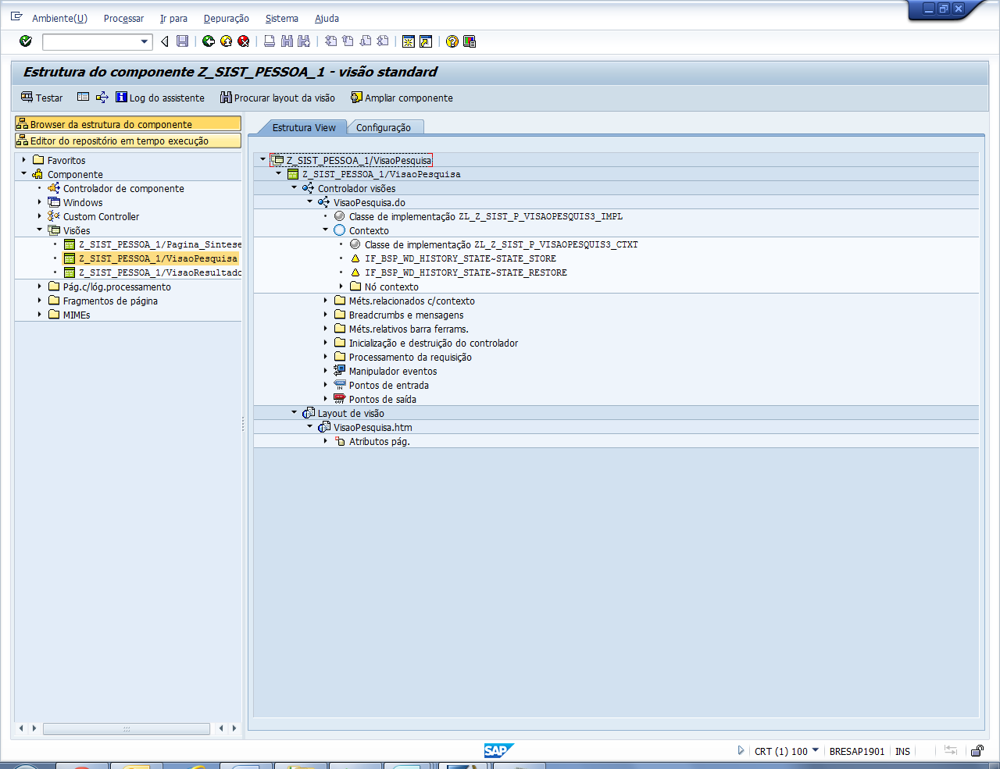 Ambiente(U) Processar Ir para Depuração Sistema Ajuda
Estrutura do componente Z_SIST_PESSOA_1 - visão standard
Testar Log do assistente Procurar layout da visão Ampliar componente
Browser da estrutura do componente
Editor do repositório em tempo execução
Favoritos
Componente
Controlador de componente
Windows
Custom Controller
Visões
Z_SIST_PESSOA_1/Pagina_Sintese
Z_SIST_PESSOA_1/VisaoPesquisa
Z_SIST_PESSOA_1/VisaoResultado
Pág.c/lóg.processamento
Fragmentos de página
MIMEs
Estrutura View Configuração
Z_SIST_PESSOA_1/VisaoPesquisa
Z_SIST_PESSOA_1/VisaoPesquisa
Controlador visões
VisaoPesquisa.do
Classe de implementação ZL_Z_SIST_P_VISAOPESQUIS3_IMPL
Contexto
Classe de implementação ZL_Z_SIST_P_VISAOPESQUIS3_CTXT
IF_BSP_WD_HISTORY_STATE~STATE_STORE
IF_BSP_WD_HISTORY_STATE~STATE_RESTORE
Nó contexto
Méts.relacionados c/contexto
Breadcrumbs e mensagens
Méts.relativos barra ferrams.
Inicialização e destruição do controlador
Processamento da requisição
Manipulador eventos
IN Pontos de entrada
OUT Pontos de saída
Layout de visão
VisaoPesquisa.htm
Atributos pág.
SAP CRT (1) 100 BRESAP1901 INS